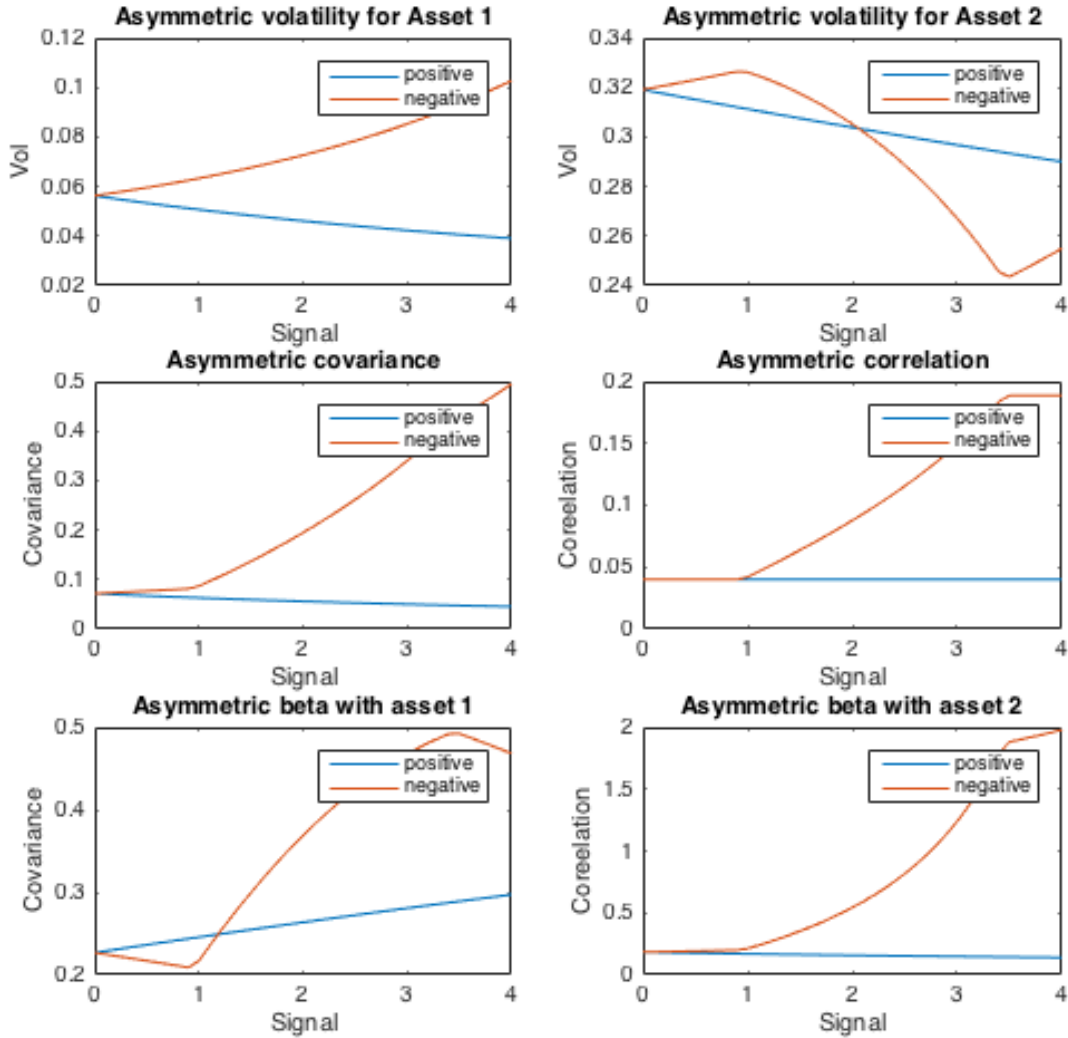 Asymmetric volatility for Asset 1
0.12
0.1
0.08
0.06
0.04
0.02
Vol
positive
negative
0 1 2 3 4
Signal
Asymmetric volatility for Asset 2
0.34
0.32
0.3
0.28
0.26
0.24
Vol
positive
negative
0 1 2 3 4
Signal
Asymmetric covariance
0.5
0.4
0.3
0.2
0.1
0
Covariance
positive
negative
0 1 2 3 4
Signal
Asymmetric correlation
0.2
0.15
0.1
0.05
0
Coreelation
positive
negative
0 1 2 3 4
Signal
Asymmetric beta with asset 1
0.5
0.4
0.3
0.2
Covariance
positive
negative
0 1 2 3 4
Signal
Asymmetric beta with asset 2
2
1.5
1
0.5
0
Coreelation
positive
negative
0 1 2 3 4
Signal